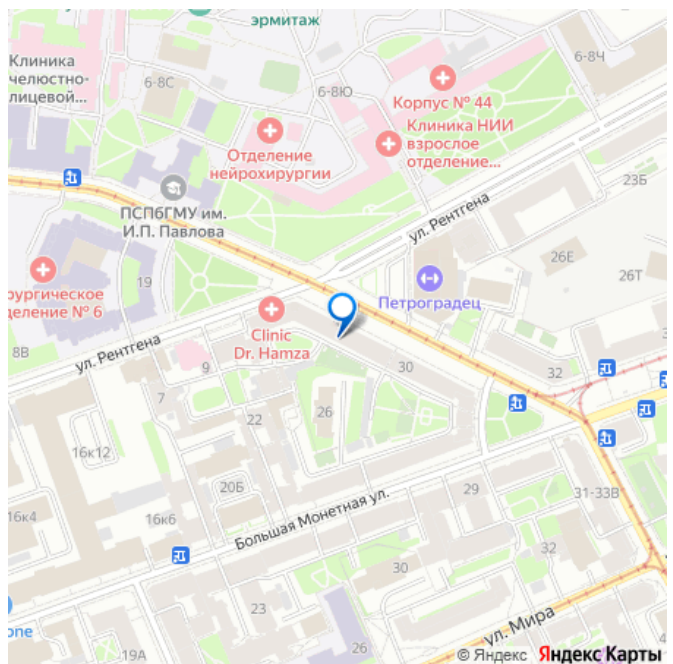 эрмитаж
Клиника
челюстно-
лицевой...
6-8С
6-8Ю
6-8Ч
Корпус № 44
Клиника НИИ
взрослое
отделение...
Отделение
нейрохирургии
ПСПбГМУ им.
И.П. Павлова
23Б
ул. Рентгена
26Е
26Т
Петроградец
19
рургическое
деление № 6
Clinic
Dr. Hamza
8В
ул. Рентгена
9
7
30
32
22
26
16к12
20Б
29
31-33В
16к4
16к6
Большая Монетная ул.
32
30
23
ул. Мира
one
19А
26
© Яндекс Яндекс Карты